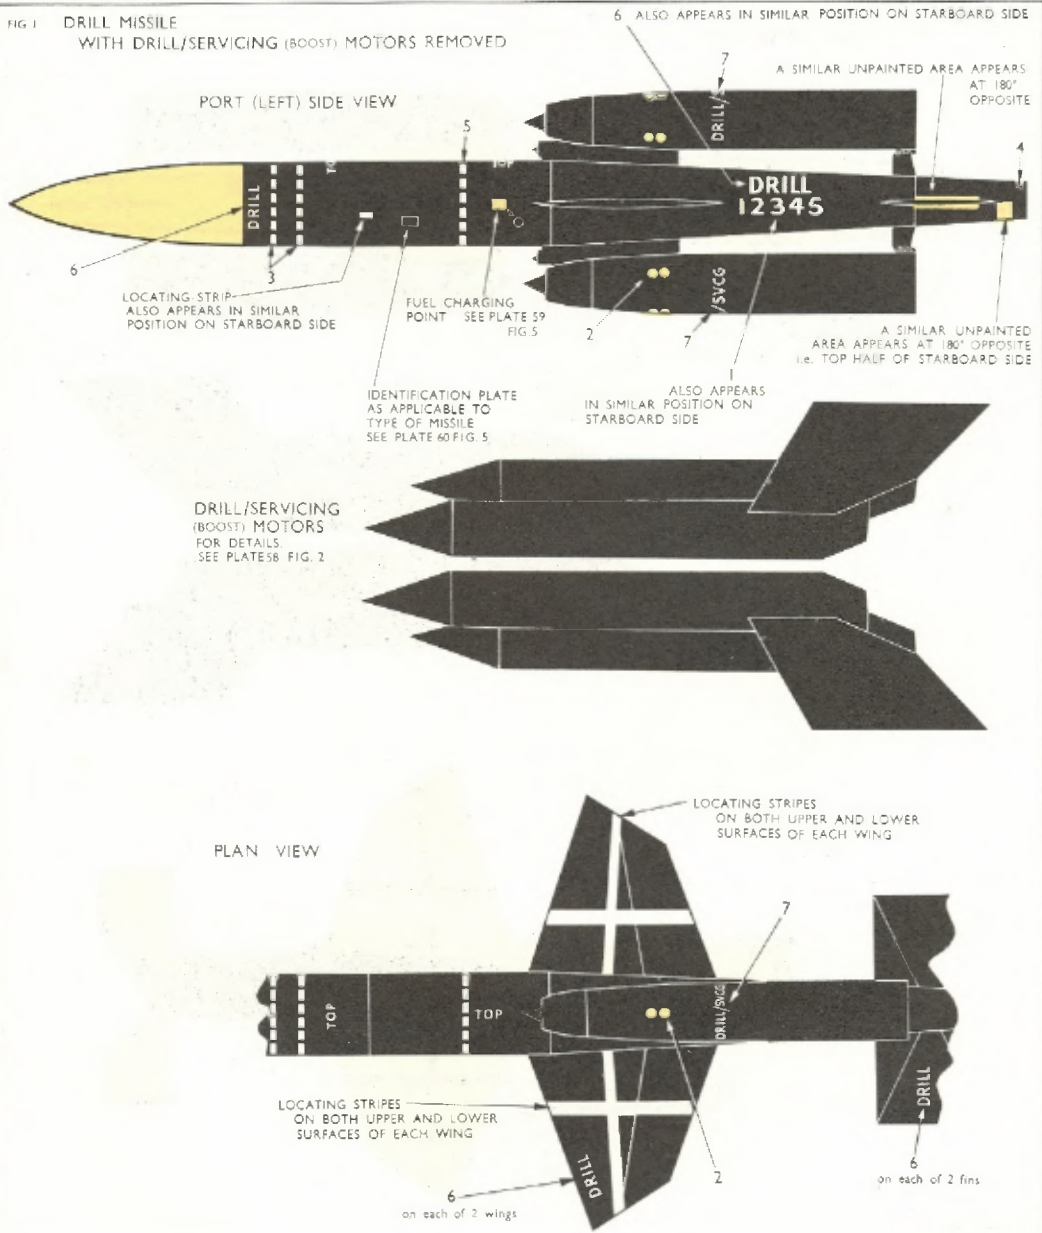 FIG 1 DRILL MISSILE
WITH DRILL/SERVICING (BOOST) MOTORS REMOVED
6 ALSO APPEARS IN SIMILAR POSITION ON STARBOARD SIDE
7
A SIMILAR UNPAINTED AREA APPEARS
AT 180°
OPPOSITE
PORT (LEFT) SIDE VIEW
5
4
DRILL/
TOP
DRILL
DRILL
12345
6
3
LOCATING STRIP
ALSO APPEARS IN SIMILAR
POSITION ON STARBOARD SIDE
FUEL CHARGING
POINT SEE PLATE 59
FIG.5
2
/SVCG
7
A SIMILAR UNPAINTED
AREA APPEARS AT 180° OPPOSITE
i.e. TOP HALF OF STARBOARD SIDE
1
ALSO APPEARS
IN SIMILAR POSITION ON
STARBOARD SIDE
IDENTIFICATION PLATE
AS APPLICABLE TO
TYPE OF MISSILE
SEE PLATE 60 FIG. 5
DRILL/SERVICING
(BOOST) MOTORS
FOR DETAILS
SEE PLATE 58 FIG. 2
LOCATING STRIPES
ON BOTH UPPER AND LOWER
SURFACES OF EACH WING
PLAN VIEW
7
TOP
TOP
DRILL/SVCG
LOCATING STRIPES
ON BOTH UPPER AND LOWER
SURFACES OF EACH WING
DRILL
DRILL
2
6
on each of 2 wings
6
on each of 2 fins